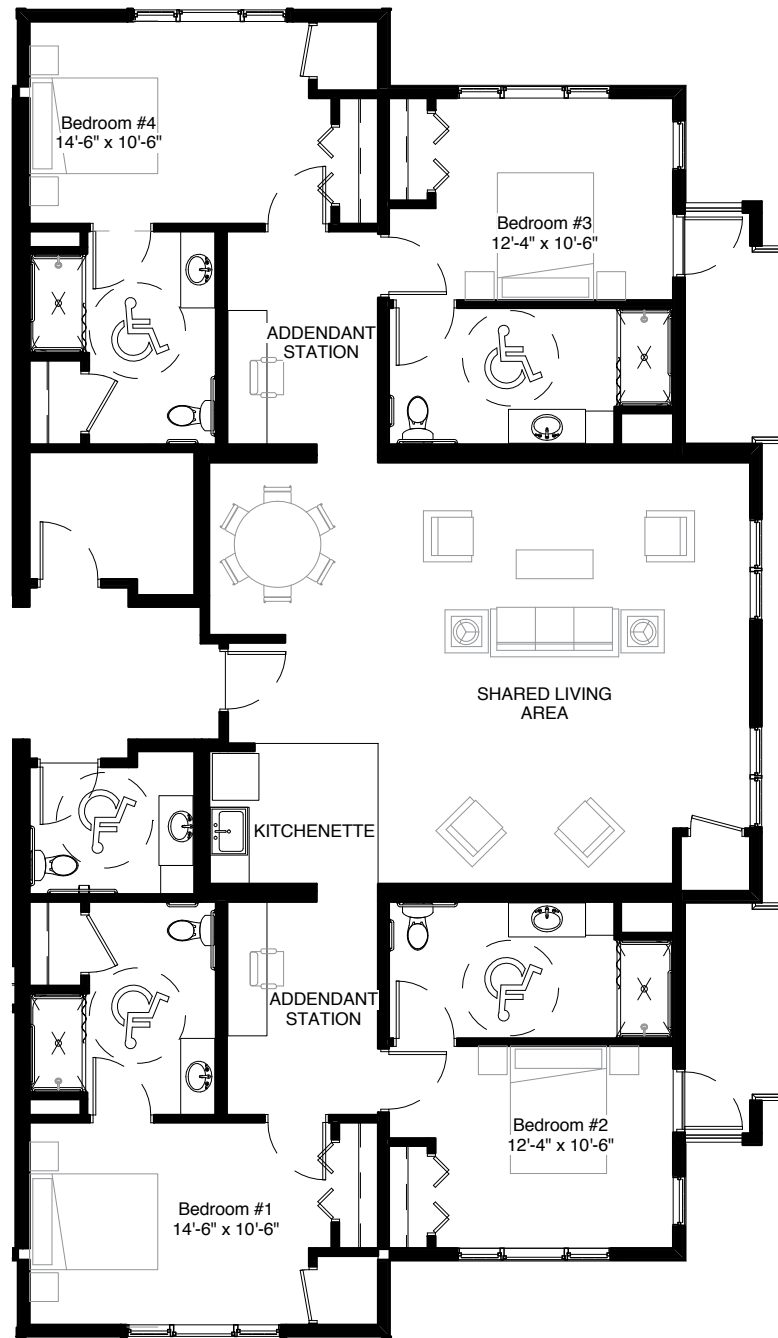 Bedroom #4
14'-6" x 10'-6"
Bedroom #3
12'-4" x 10'-6"
ADDENDANT
STATION
SHARED LIVING
AREA
KITCHENETTE
ADDENDANT
STATION
Bedroom #2
12'-4" x 10'-6"
Bedroom #1
14'-6" x 10'-6"